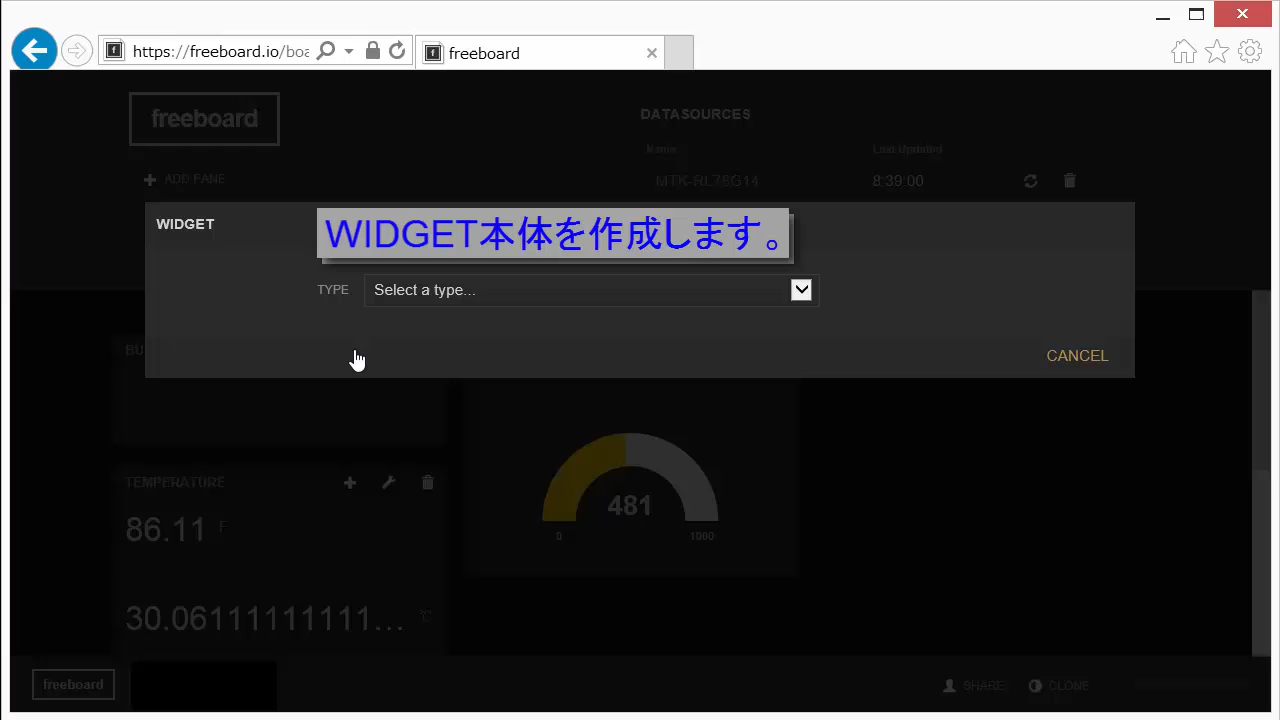 https://freeboard.io/boa
freeboard
freeboard
DATASOURCES
Name
Last Updated
ADD PANE
MTK-RL78G14
8:39:00
WIDGET
WIDGET本体を作成します。
TYPE
Select a type...
CANCEL
BU
TEMPERATURE
86.11 F
481
0
1000
30.06111111111... ℃
freeboard
SHARE
CLONE